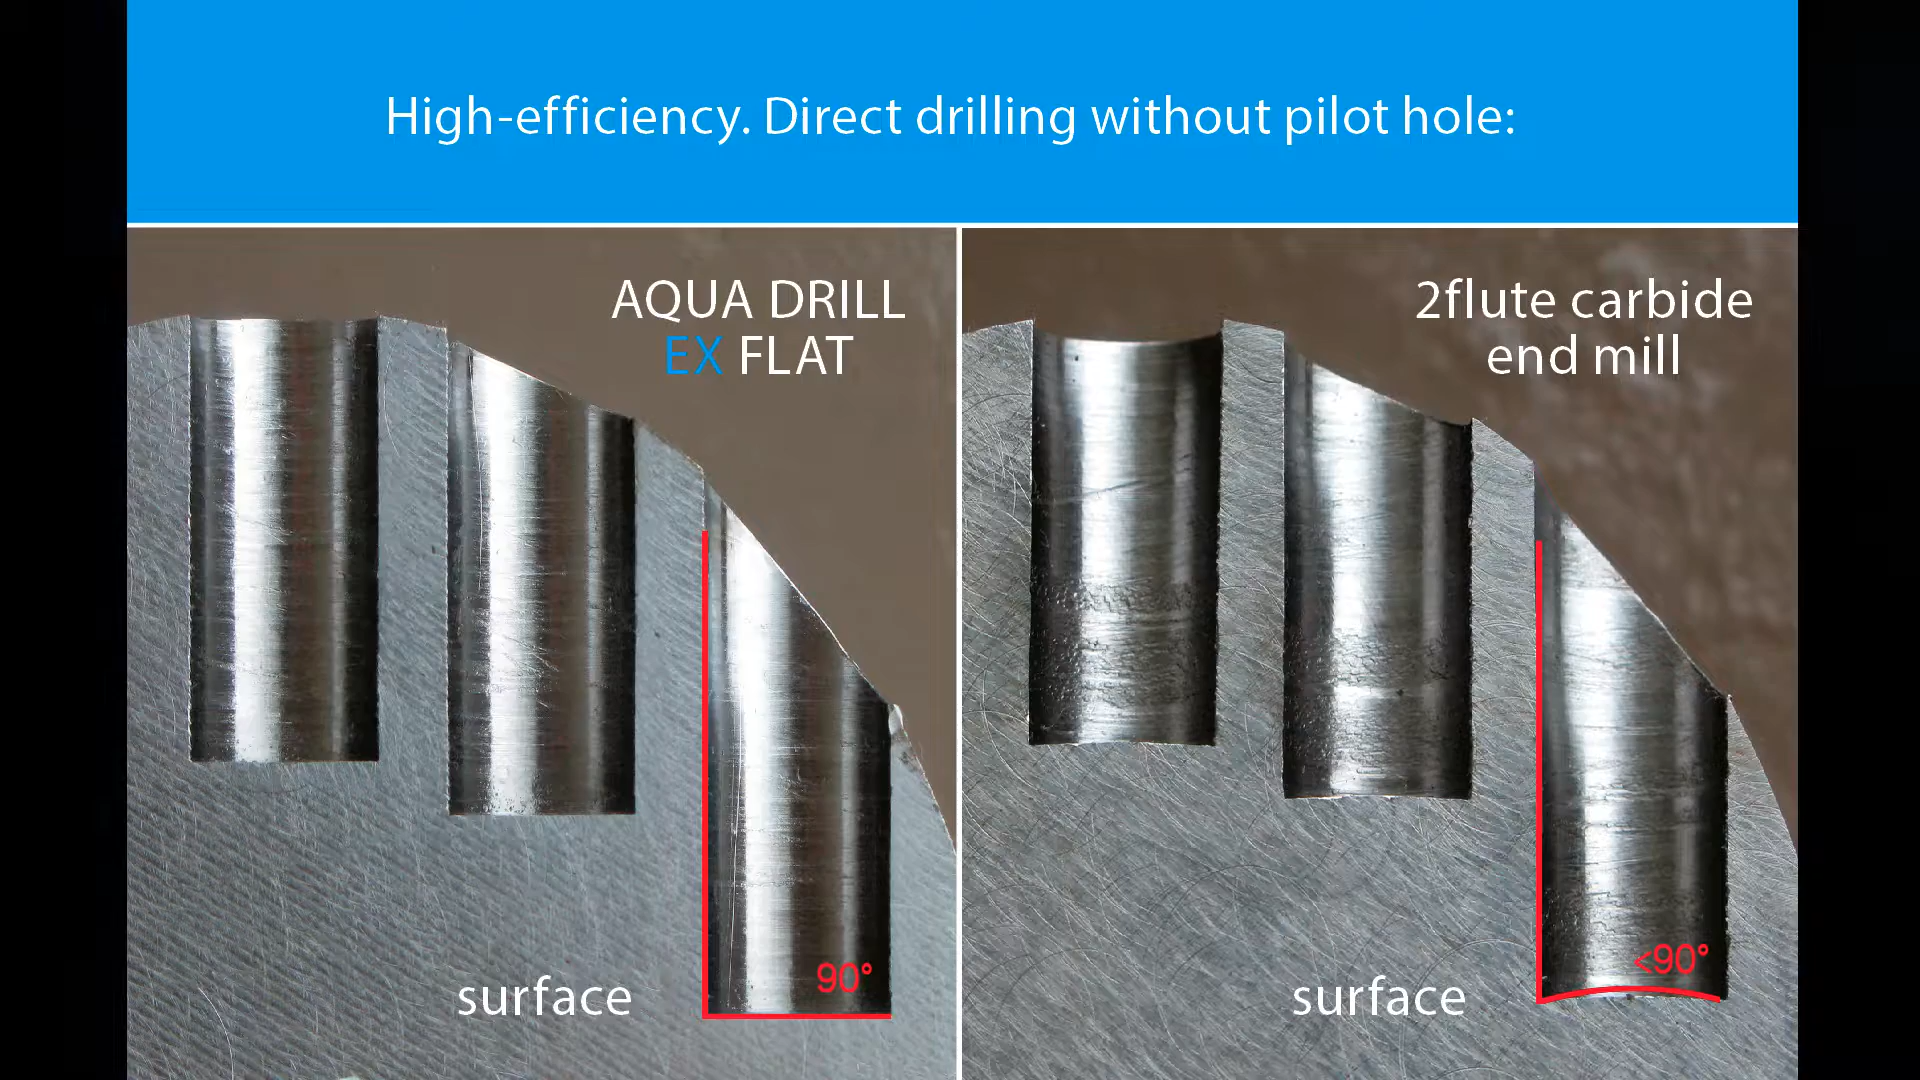 High-efficiency. Direct drilling without pilot hole:
AQUA DRILL
EX FLAT
90°
surface
2flute carbide
end mill
<90°
surface